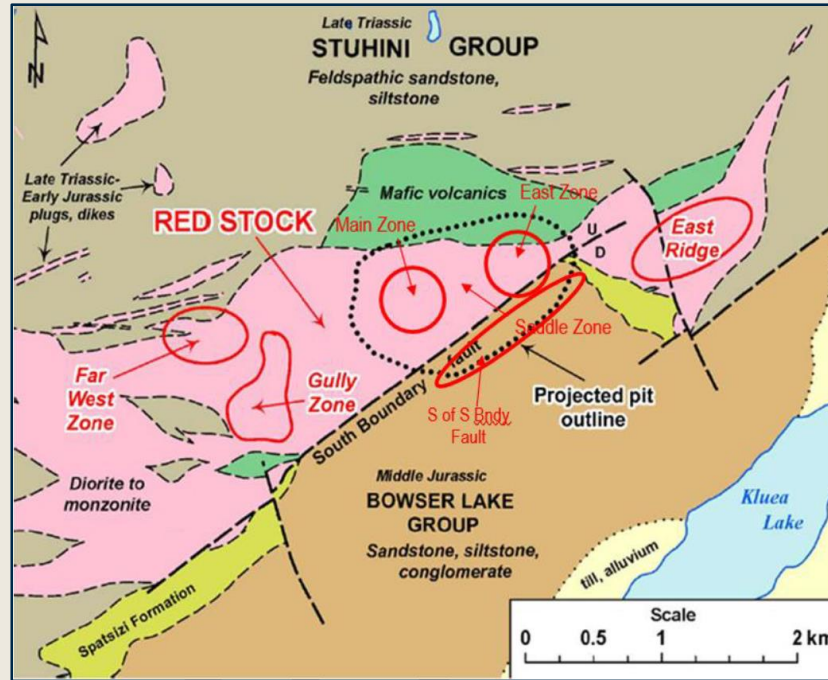 Late Triassic
STUHINI GROUP
Feldspathic sandstone,
siltstone
N
Late Triassic-
Early Jurassic
plugs, dikes
Mafic volcanics
East Zone
Main Zone
RED STOCK
U
D
East
Ridge
Saddle Zone
Far
West
Zone
Gully
Zone
South Boundary fault
S of S Bndy
Fault
Projected pit
outline
Diorite to
monzonite
Middle Jurassic
BOWSER LAKE
GROUP
Sandstone, siltstone,
conglomerate
Kluea
Lake
till, alluvium
Spatsizi Formation
Scale
0 0.5 1 2 km